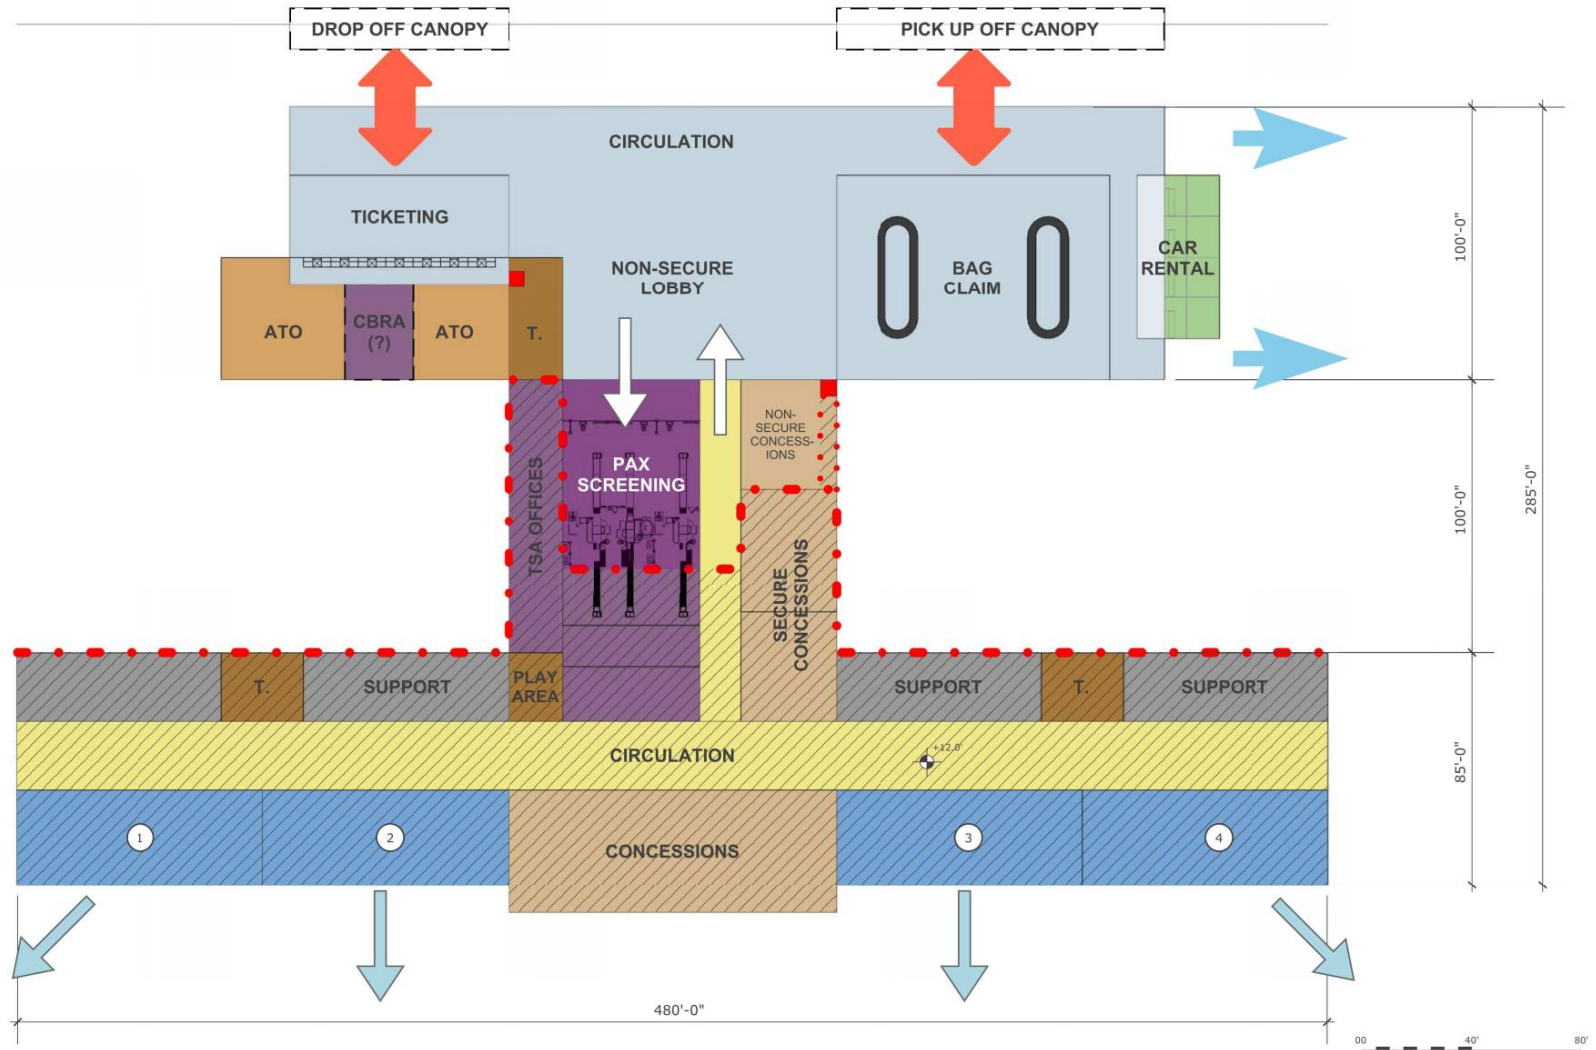 DROP OFF CANOPY
PICK UP OFF CANOPY
CIRCULATION
TICKETING
NON-SECURE
LOBBY
BAG
CLAIM
CAR
RENTAL
100'-0"
ATO
CBRA
(?)
ATO
T.
NON-
SECURE
CONCESS-
IONS
PAX
SCREENING
TSA OFFICES
SECURE
CONCESSIONS
100'-0"
285'-0"
T.
SUPPORT
PLAY
AREA
SUPPORT
T.
SUPPORT
CIRCULATION
+12.0'
85'-0"
1
2
CONCESSIONS
3
4
480'-0"
00
40'
80'